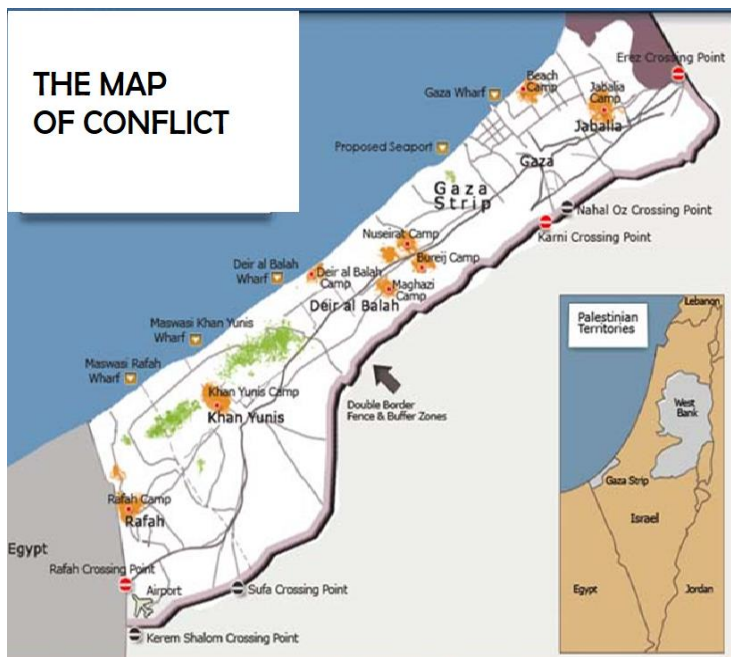 THE MAP
OF CONFLICT
Erez Crossing Point
Beach
Camp
Jabalia
Camp
Gaza Wharf
Jabalia
Proposed Seaport
Gaza
Gaza
Strip
Nahal Oz Crossing Point
Karni Crossing Point
Nuseirat Camp
Bureij Camp
Deir al Balah
Wharf
Deir al Balah
Camp
Maghazi
Camp
Deir al Balah
Maswasi Khan Yunis
Wharf
Maswasi Rafah
Wharf
Double Border
Fence & Buffer Zones
Khan Yunis Camp
Khan Yunis
Rafah Camp
Rafah
Egypt
Rafah Crossing Point
Airport
Sufa Crossing Point
Kerem Shalom Crossing Point
Palestinian
Territories
Lebanon
West
Bank
Gaza Strip
Israel
Egypt
Jordan